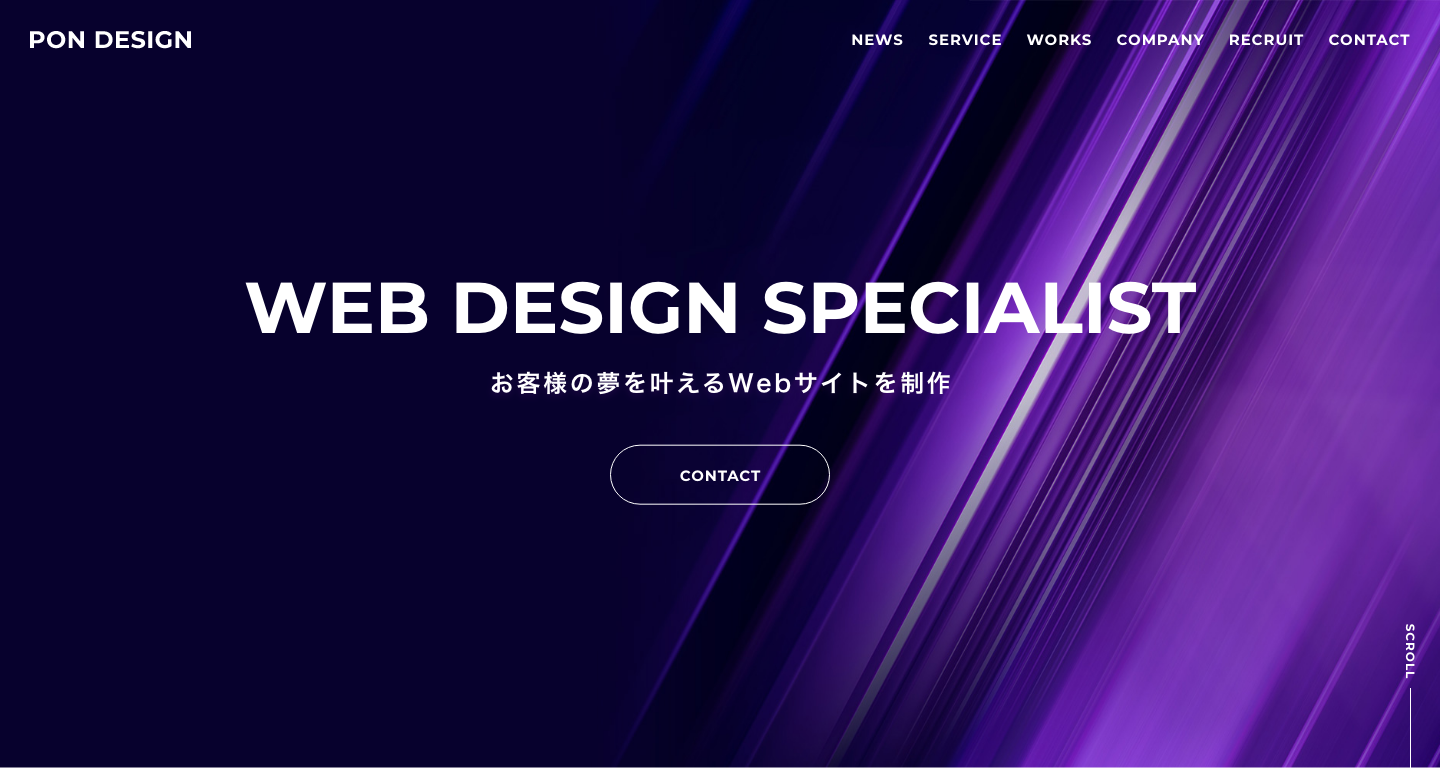 PON DESIGN
NEWS SERVICE WORKS COMPANY RECRUIT CONTACT
WEB DESIGN SPECIALIST
お客様の夢を叶えるWebサイトを制作
CONTACT
SCROLL